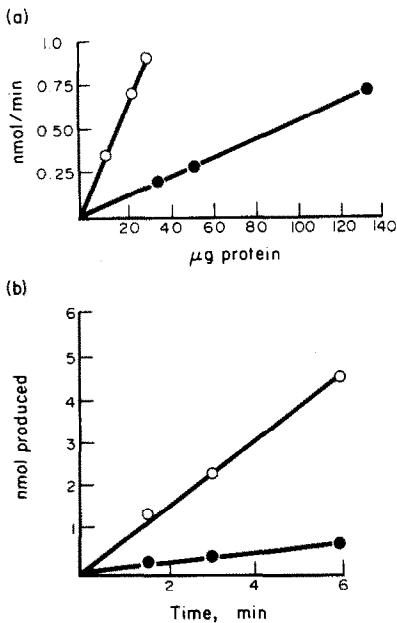 (a)
1.0
0.75
0.50
0.25
nmol/min
20 40 60 80 100 120 140
μg protein
(b)
6
5
4
3
2
1
nmol produced
2 4 6
Time, min